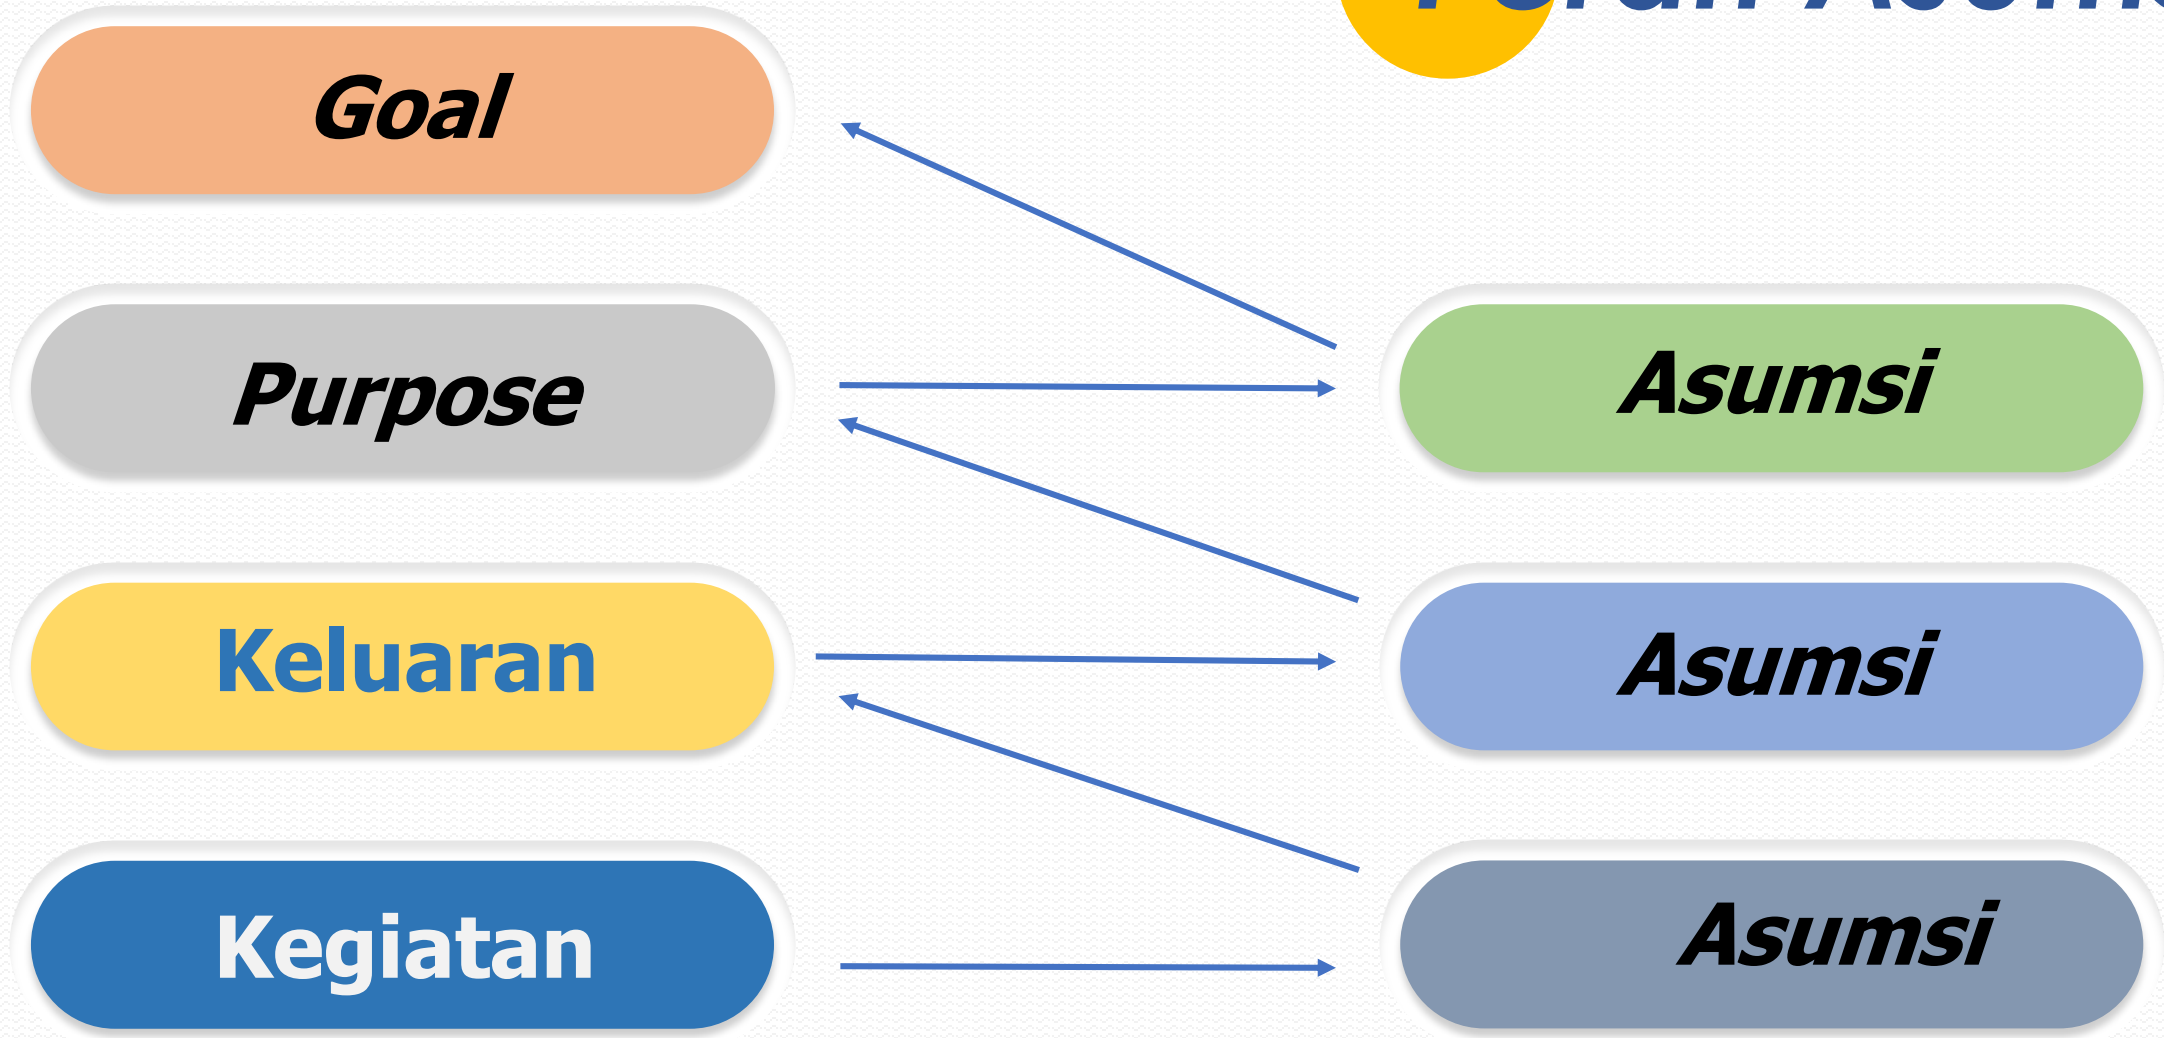 Goal
Purpose
Asumsi
Keluaran
Asumsi
Kegiatan
Asumsi